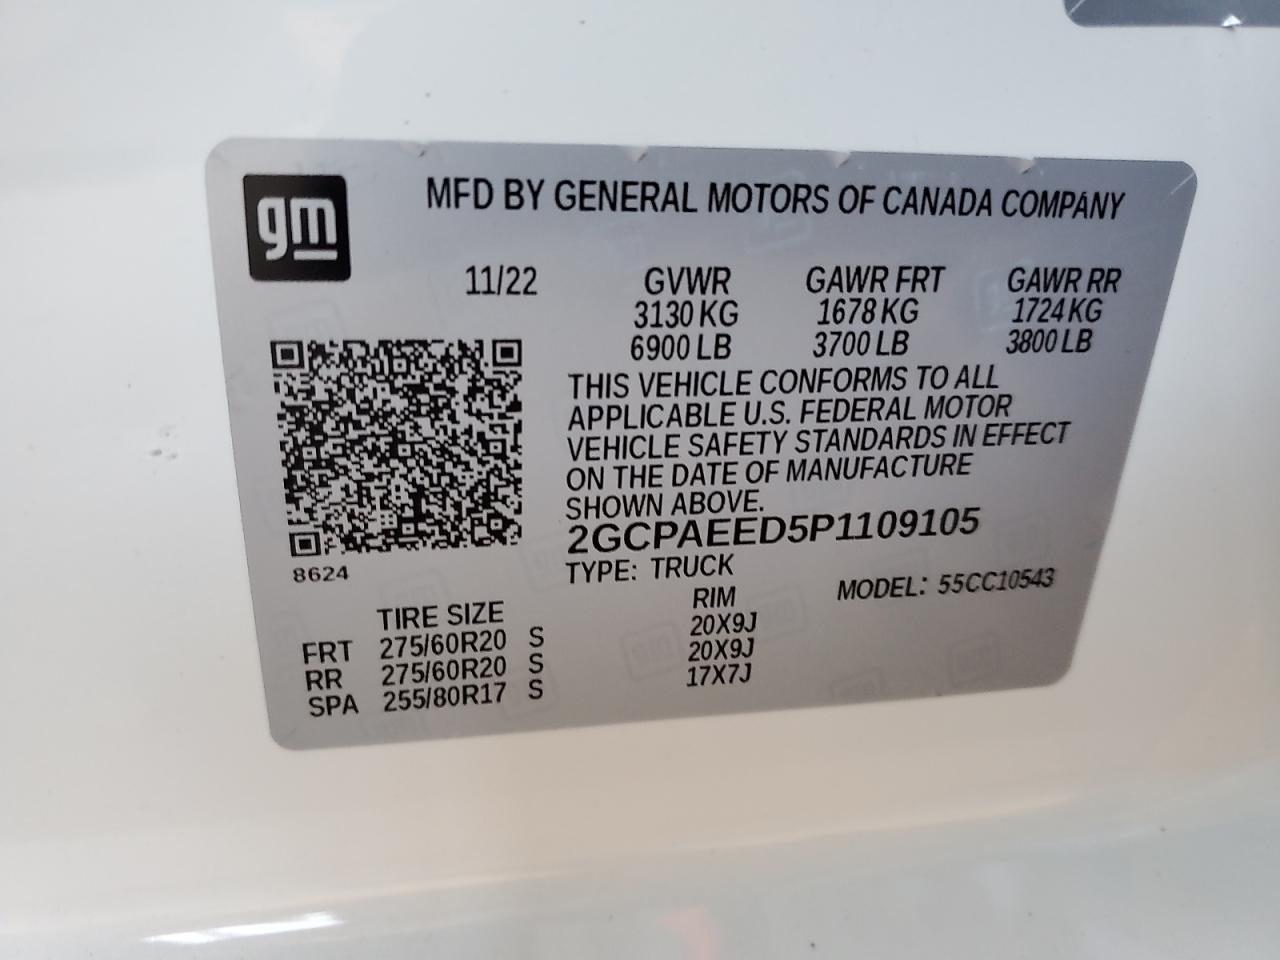 gm
MFD BY GENERAL MOTORS OF CANADA COMPANY
11/22 GVWR GAWR FRT GAWR RR
3130 KG 1678 KG 1724 KG
6900 LB 3700 LB 3800 LB
THIS VEHICLE CONFORMS TO ALL
APPLICABLE U.S. FEDERAL MOTOR
VEHICLE SAFETY STANDARDS IN EFFECT
ON THE DATE OF MANUFACTURE
SHOWN ABOVE.
2GCPAEED5P1109105
8624
TYPE: TRUCK MODEL: 55CC10543
TIRE SIZE RIM
FRT 275/60R20 S 20X9J
RR 275/60R20 S 20X9J
SPA 255/80R17 S 17X7J